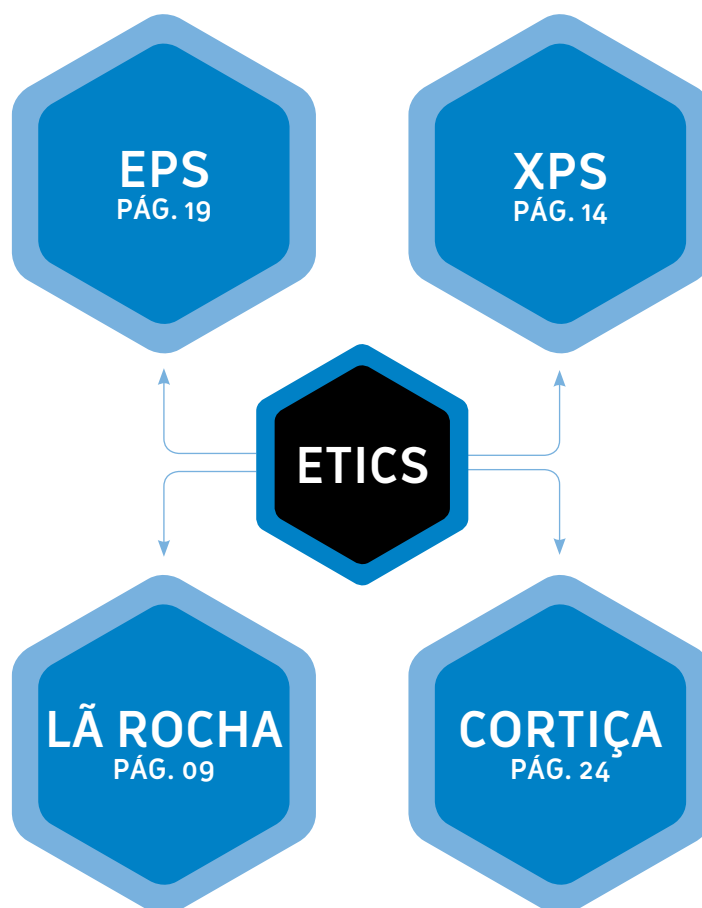 EPS
PÁG. 19
XPS
PÁG. 14
ETICS
LÃ ROCHA
PÁG. 09
CORTIÇA
PÁG. 24